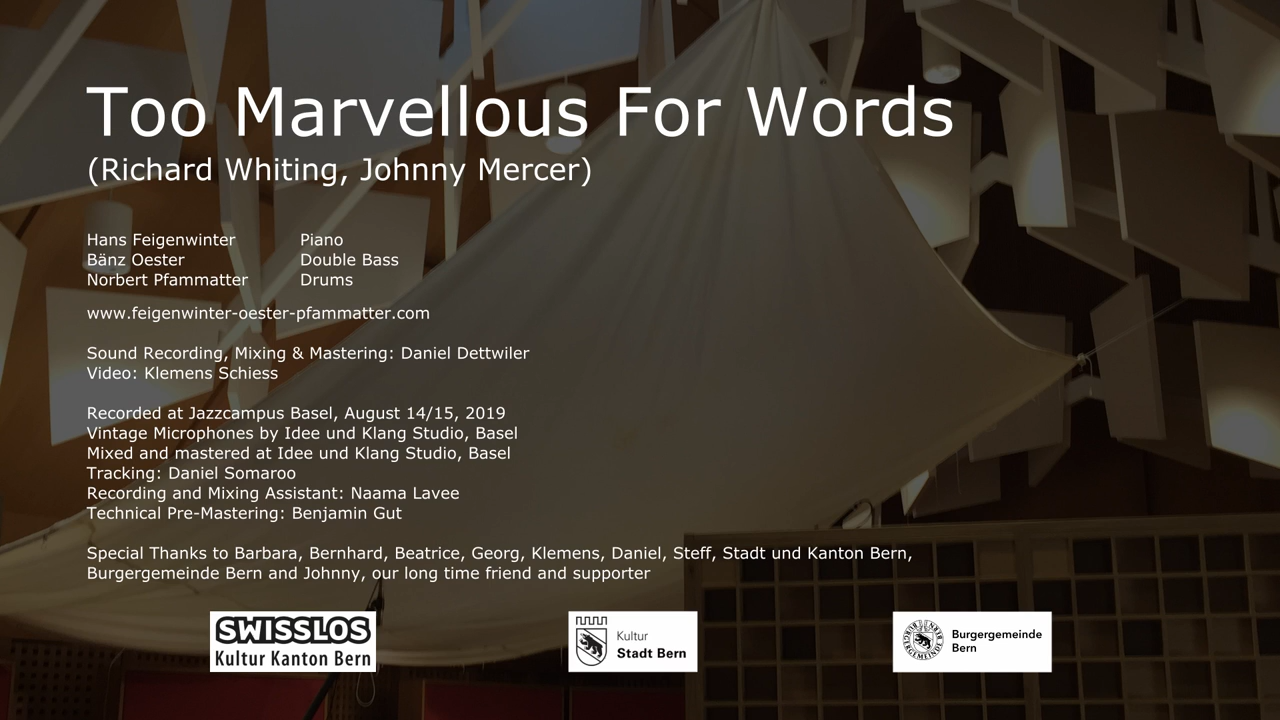 Too Marvellous For Words
(Richard Whiting, Johnny Mercer)
Hans Feigenwinter Piano
Bänz Oester Double Bass
Norbert Pfammatter Drums
www.feigenwinter-oester-pfammatter.com
Sound Recording, Mixing & Mastering: Daniel Dettwiler
Video: Klemens Schiess
Recorded at Jazzcampus Basel, August 14/15, 2019
Vintage Microphones by Idee und Klang Studio, Basel
Mixed and mastered at Idee und Klang Studio, Basel
Tracking: Daniel Somaroo
Recording and Mixing Assistant: Naama Lavee
Technical Pre-Mastering: Benjamin Gut
Special Thanks to Barbara, Bernhard, Beatrice, Georg, Klemens, Daniel, Steff, Stadt und Kanton Bern,
Burgergemeinde Bern and Johnny, our long time friend and supporter
SWISSLOS
Kultur Kanton Bern
Kultur
Stadt Bern
BURGERGEMEINDE BERN
Burgergemeinde
Bern